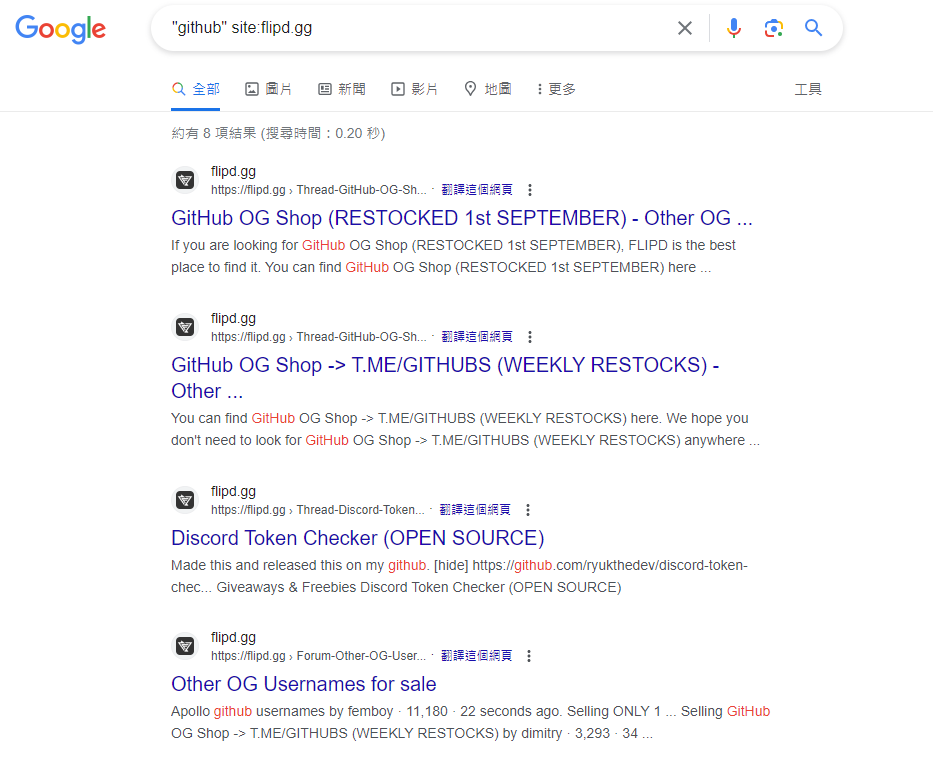 Google
"github" site:flipd.gg
全部 圖片 新聞 影片 地圖 更多 工具
約有 8 項結果 (搜尋時間：0.20 秒)
flipd.gg
https://flipd.gg › Thread-GitHub-OG-Sh... · 翻譯這個網頁
GitHub OG Shop (RESTOCKED 1st SEPTEMBER) - Other OG ...
If you are looking for GitHub OG Shop (RESTOCKED 1st SEPTEMBER), FLIPD is the best
place to find it. You can find GitHub OG Shop (RESTOCKED 1st SEPTEMBER) here ...
flipd.gg
https://flipd.gg › Thread-GitHub-OG-Sh... · 翻譯這個網頁
GitHub OG Shop -> T.ME/GITHUBS (WEEKLY RESTOCKS) -
Other ...
You can find GitHub OG Shop -> T.ME/GITHUBS (WEEKLY RESTOCKS) here. We hope you
don't need to look for GitHub OG Shop -> T.ME/GITHUBS (WEEKLY RESTOCKS) anywhere ...
flipd.gg
https://flipd.gg › Thread-Discord-Token... · 翻譯這個網頁
Discord Token Checker (OPEN SOURCE)
Made this and released this on my github. [hide] https://github.com/ryukthedev/discord-token-
chec... Giveaways & Freebies Discord Token Checker (OPEN SOURCE)
flipd.gg
https://flipd.gg › Forum-Other-OG-User... · 翻譯這個網頁
Other OG Usernames for sale
Apollo github usernames by femboy · 11,180 · 22 seconds ago. Selling ONLY 1 ... Selling GitHub
OG Shop -> T.ME/GITHUBS (WEEKLY RESTOCKS) by dimitry · 3,293 · 34 ...